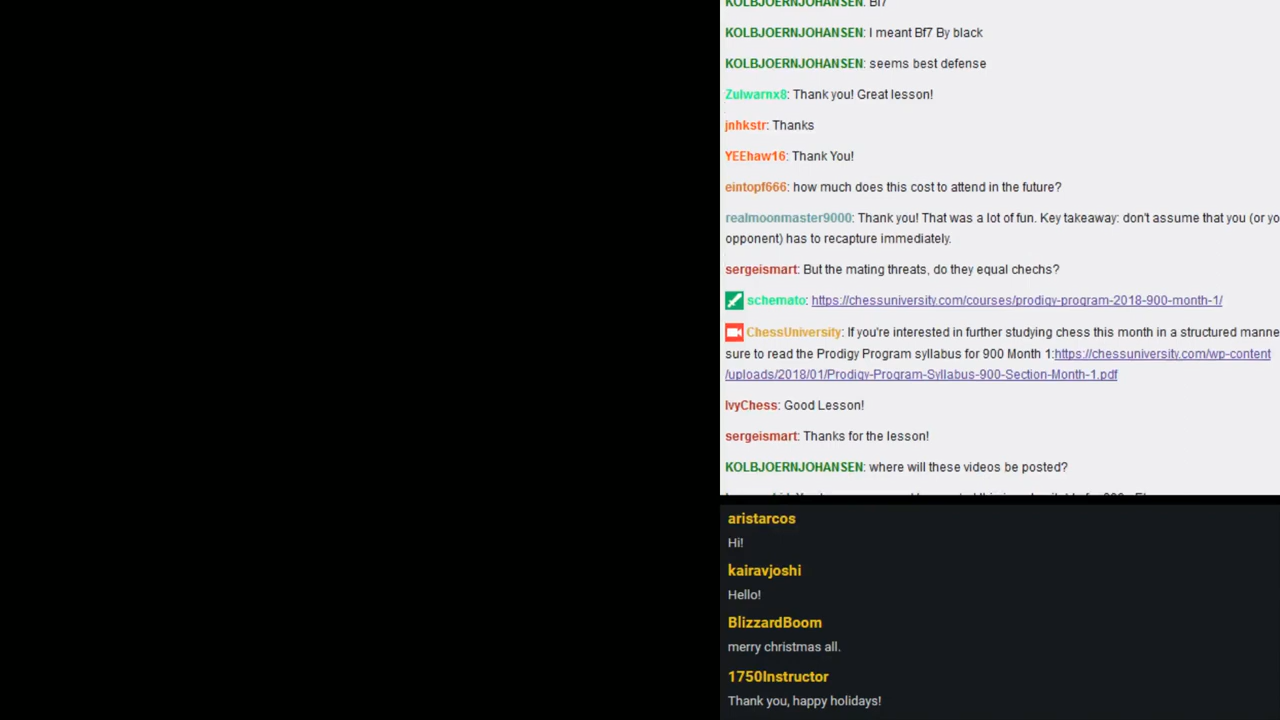 KOLBJOERNJOHANSEN: Bf7
KOLBJOERNJOHANSEN: I meant Bf7 By black
KOLBJOERNJOHANSEN: seems best defense
Zulwarnx8: Thank you! Great lesson!
jnhkstr: Thanks
YEEhaw16: Thank You!
eintopf666: how much does this cost to attend in the future?
realmoonmaster9000: Thank you! That was a lot of fun. Key takeaway: don't assume that you (or yo
opponent) has to recapture immediately.
sergeismart: But the mating threats, do they equal chechs?
schemato: https://chessuniversity.com/courses/prodigy-program-2018-900-month-1/
ChessUniversity: If you're interested in further studying chess this month in a structured manne
sure to read the Prodigy Program syllabus for 900 Month 1:https://chessuniversity.com/wp-content
/uploads/2018/01/Prodigy-Program-Syllabus-900-Section-Month-1.pdf
IvyChess: Good Lesson!
sergeismart: Thanks for the lesson!
KOLBJOERNJOHANSEN: where will these videos be posted?
aristarcos
Hi!
kairavjoshi
Hello!
BlizzardBoom
merry christmas all.
1750Instructor
Thank you, happy holidays!